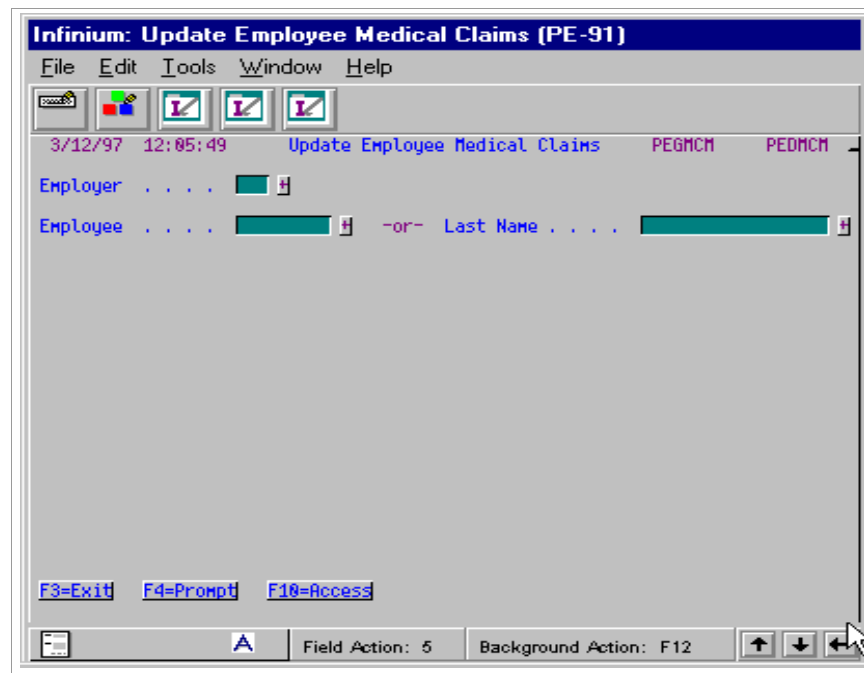 Infinium: Update Employee Medical Claims (PE-91)
File Edit Tools Window Help
3/12/97 12:05:49 Update Employee Medical Claims PEGMCM PEDMCM
Employer . . . . +
Employee . . . . + -or- Last Name . . . . +
F3=Exit F4=Prompt F10=Access
A Field Action: 5 Background Action: F12